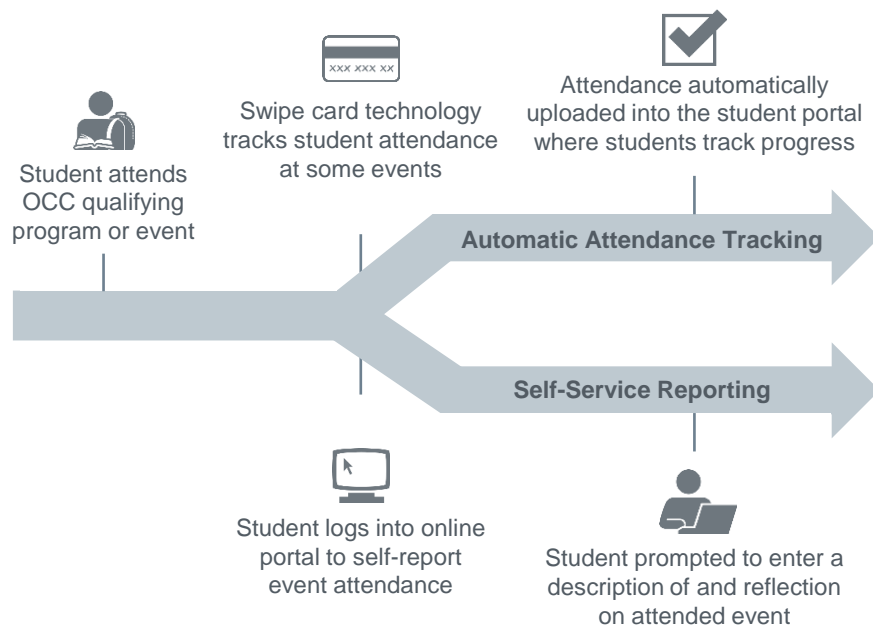 xxx xxx xx
Student attends
OCC qualifying
program or event
Swipe card technology
tracks student attendance
at some events
Attendance automatically
uploaded into the student portal
where students track progress
Automatic Attendance Tracking
Self-Service Reporting
Student logs into online
portal to self-report
event attendance
Student prompted to enter a
description of and reflection
on attended event